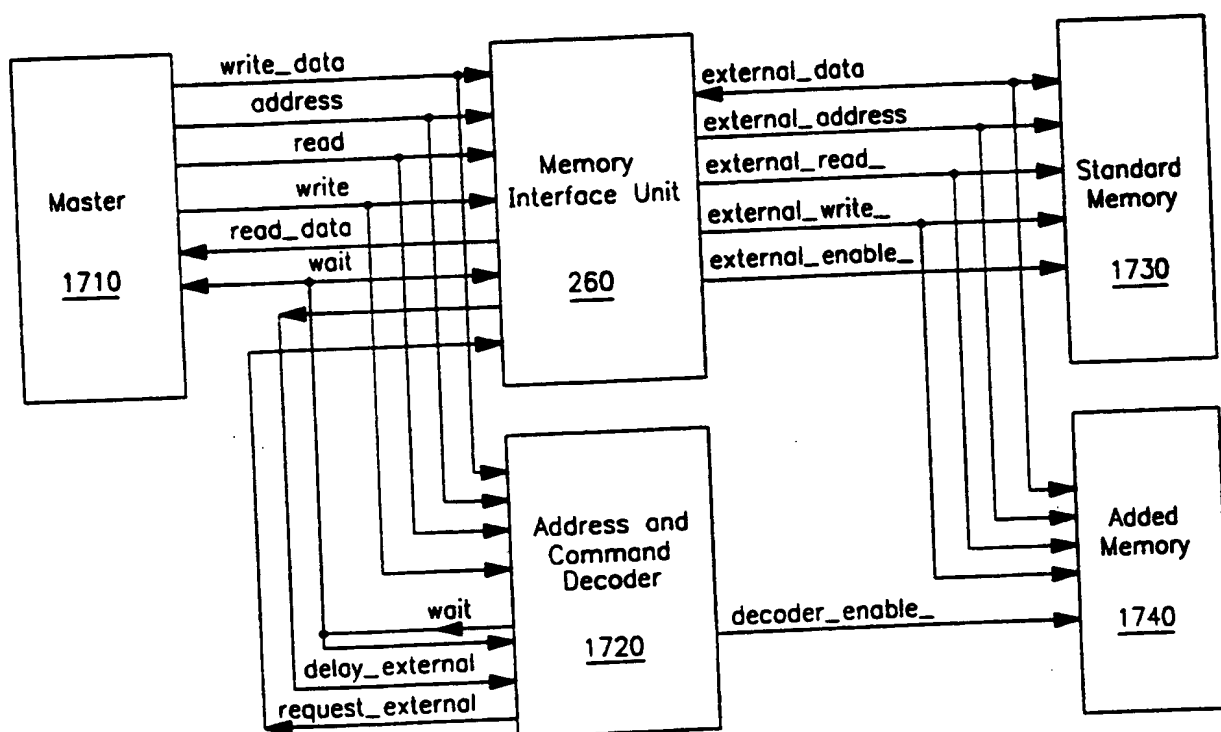 write_data
address
read
write
read_data
wait
Master
1710
Memory
Interface Unit
260
external_data
external_address
external_read_
external_write_
external_enable_
Standard
Memory
1730
Address and
Command
Decoder
1720
wait
delay_external
request_external
decoder_enable_
Added
Memory
1740